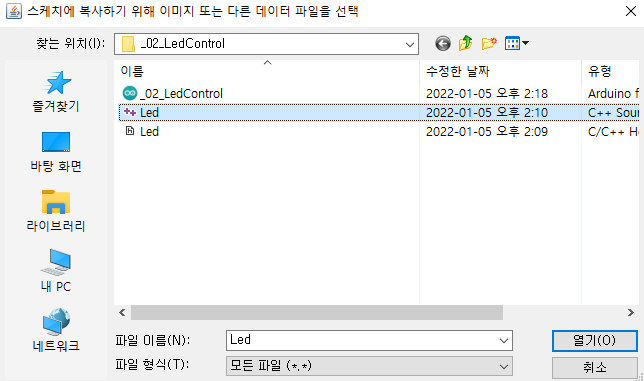 스케치에 복사하기 위해 이미지 또는 다른 데이터 파일을 선택
찾는 위치(I): _02_LedControl
이름 수정한 날짜 유형
_02_LedControl 2022-01-05 오후 2:18 Arduino f
Led 2022-01-05 오후 2:10 C++ Sour
Led 2022-01-05 오후 2:09 C/C++ He
즐겨찾기
바탕 화면
라이브러리
내 PC
네트워크
파일 이름(N): Led 열기(O)
파일 형식(T): 모든 파일 (*.*) 취소